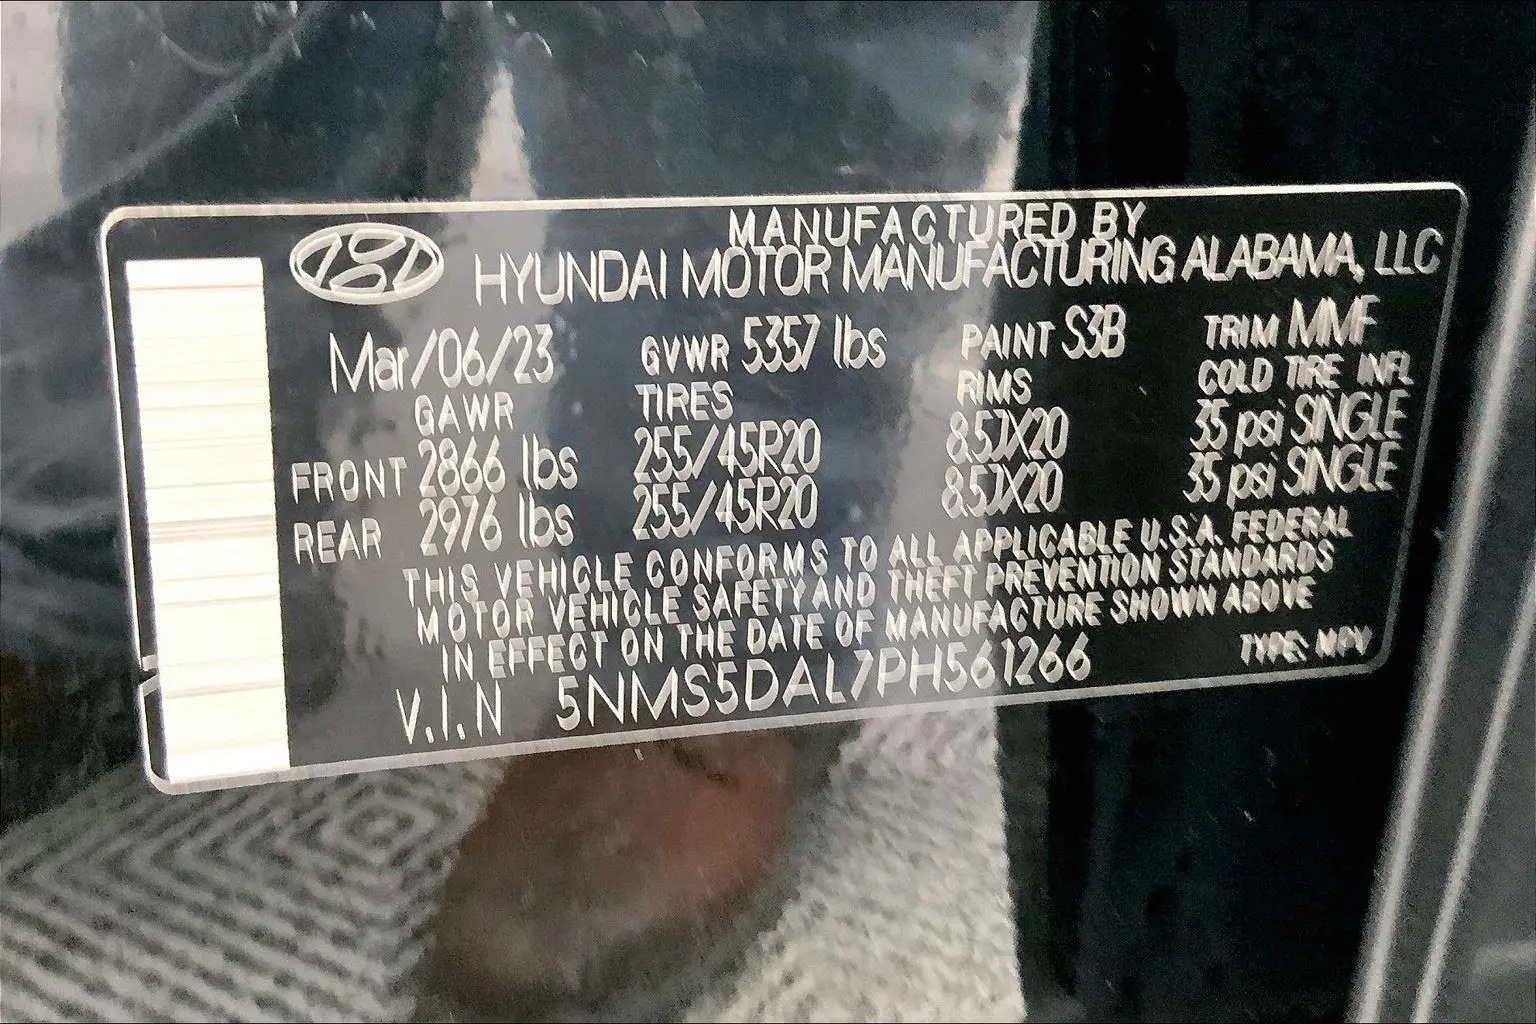 MANUFACTURED BY
HYUNDAI MOTOR MANUFACTURING ALABAMA, LLC
Mar/06/23 GVWR 5357 lbs PAINT S3B TRIM MMF
GAWR TIRES RIMS COLD TIRE INFL
FRONT 2866 lbs 255/45R20 8.5JX20 35 psi SINGLE
REAR 2976 lbs 255/45R20 8.5JX20 35 psi SINGLE
THIS VEHICLE CONFORMS TO ALL APPLICABLE U.S.A. FEDERAL
MOTOR VEHICLE SAFETY AND THEFT PREVENTION STANDARDS
IN EFFECT ON THE DATE OF MANUFACTURE SHOWN ABOVE
V.I.N 5NMS5DAL7PH561266 TYPE: MPV